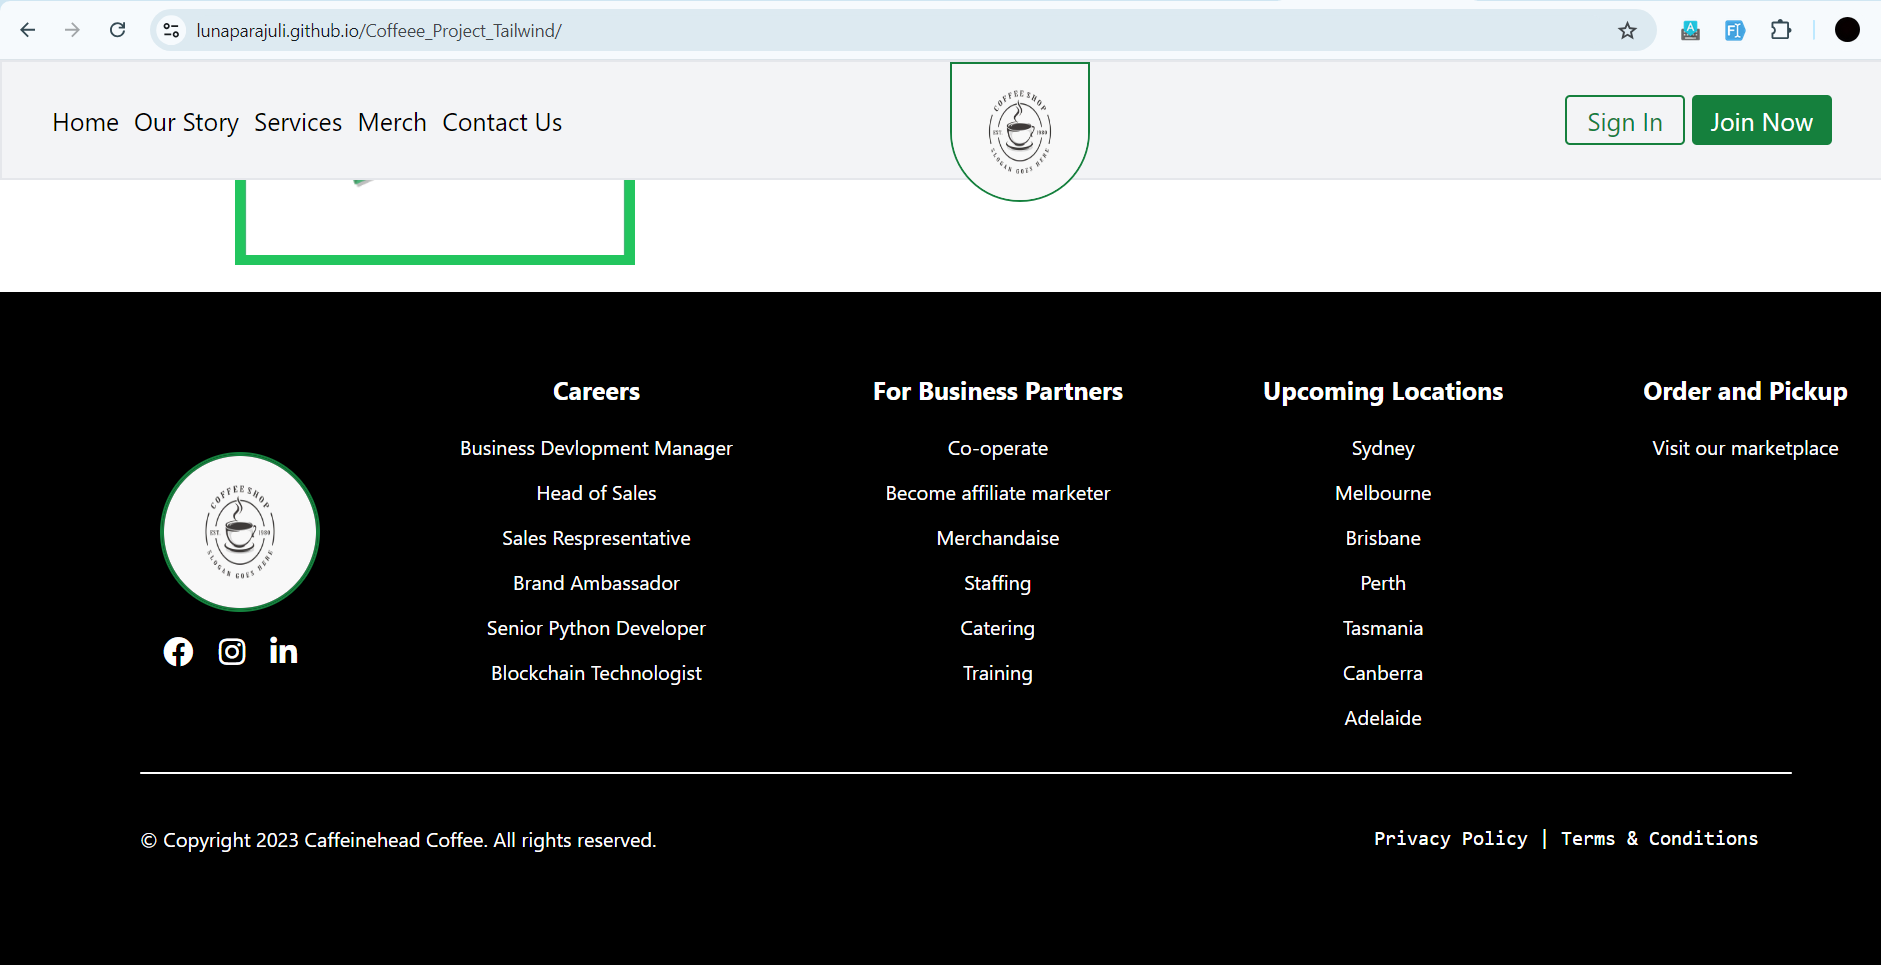 lunaparajuli.github.io/Coffeee_Project_Tailwind/
Home Our Story Services Merch Contact Us
COFFEE SHOP
EST. 1980
SLOGAN GOES HERE
Sign In Join Now
COFFEE SHOP
EST. 1980
SLOGAN GOES HERE
Careers
Business Devlopment Manager
Head of Sales
Sales Respresentative
Brand Ambassador
Senior Python Developer
Blockchain Technologist
For Business Partners
Co-operate
Become affiliate marketer
Merchandaise
Staffing
Catering
Training
Upcoming Locations
Sydney
Melbourne
Brisbane
Perth
Tasmania
Canberra
Adelaide
Order and Pickup
Visit our marketplace
© Copyright 2023 Caffeinehead Coffee. All rights reserved.
Privacy Policy | Terms & Conditions